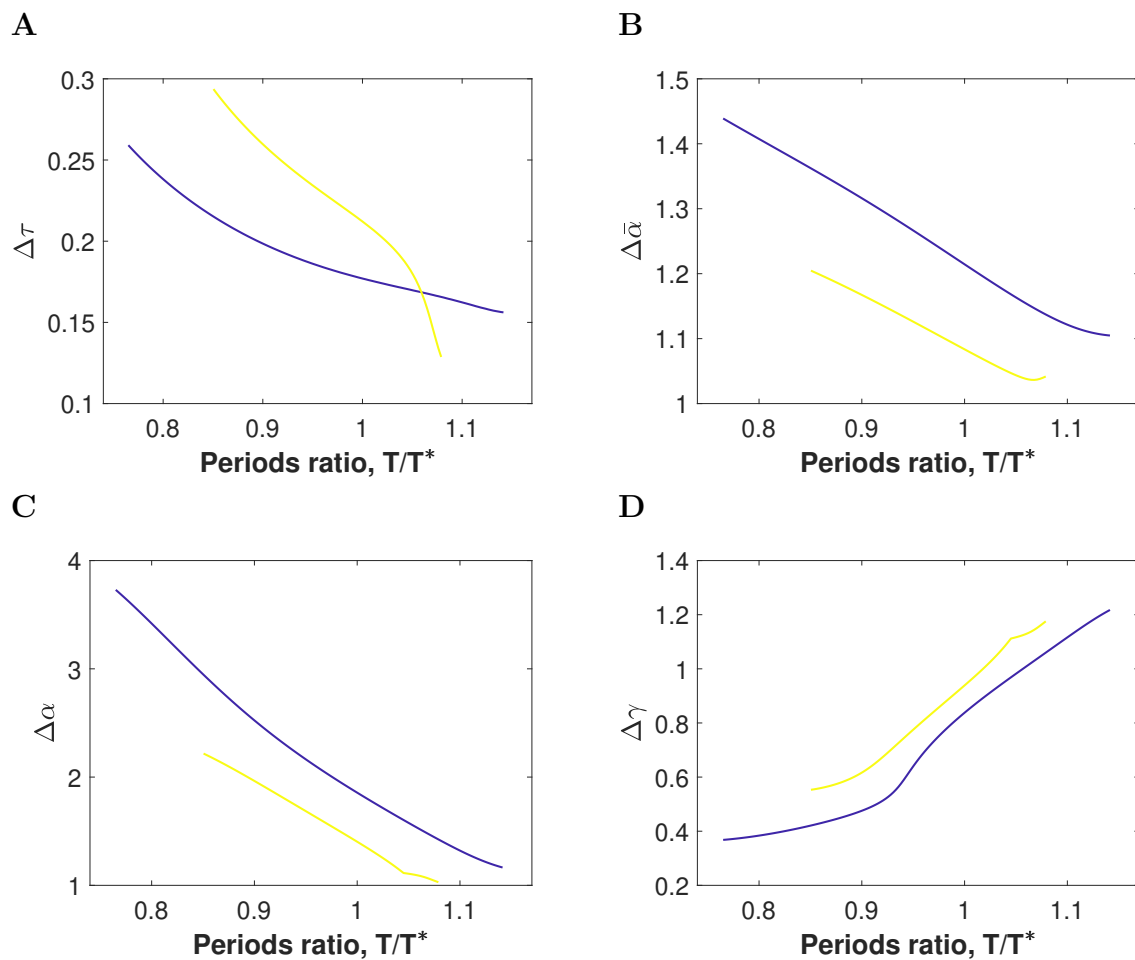 A
0.3
0.25
0.2
0.15
0.1
Δτ
0.8 0.9 1 1.1
Periods ratio, T/T*
B
1.5
1.4
1.3
1.2
1.1
1
Δᾱ
0.8 0.9 1 1.1
Periods ratio, T/T*
C
4
3
2
1
Δα
0.8 0.9 1 1.1
Periods ratio, T/T*
D
1.4
1.2
1
0.8
0.6
0.4
0.2
Δγ
0.8 0.9 1 1.1
Periods ratio, T/T*